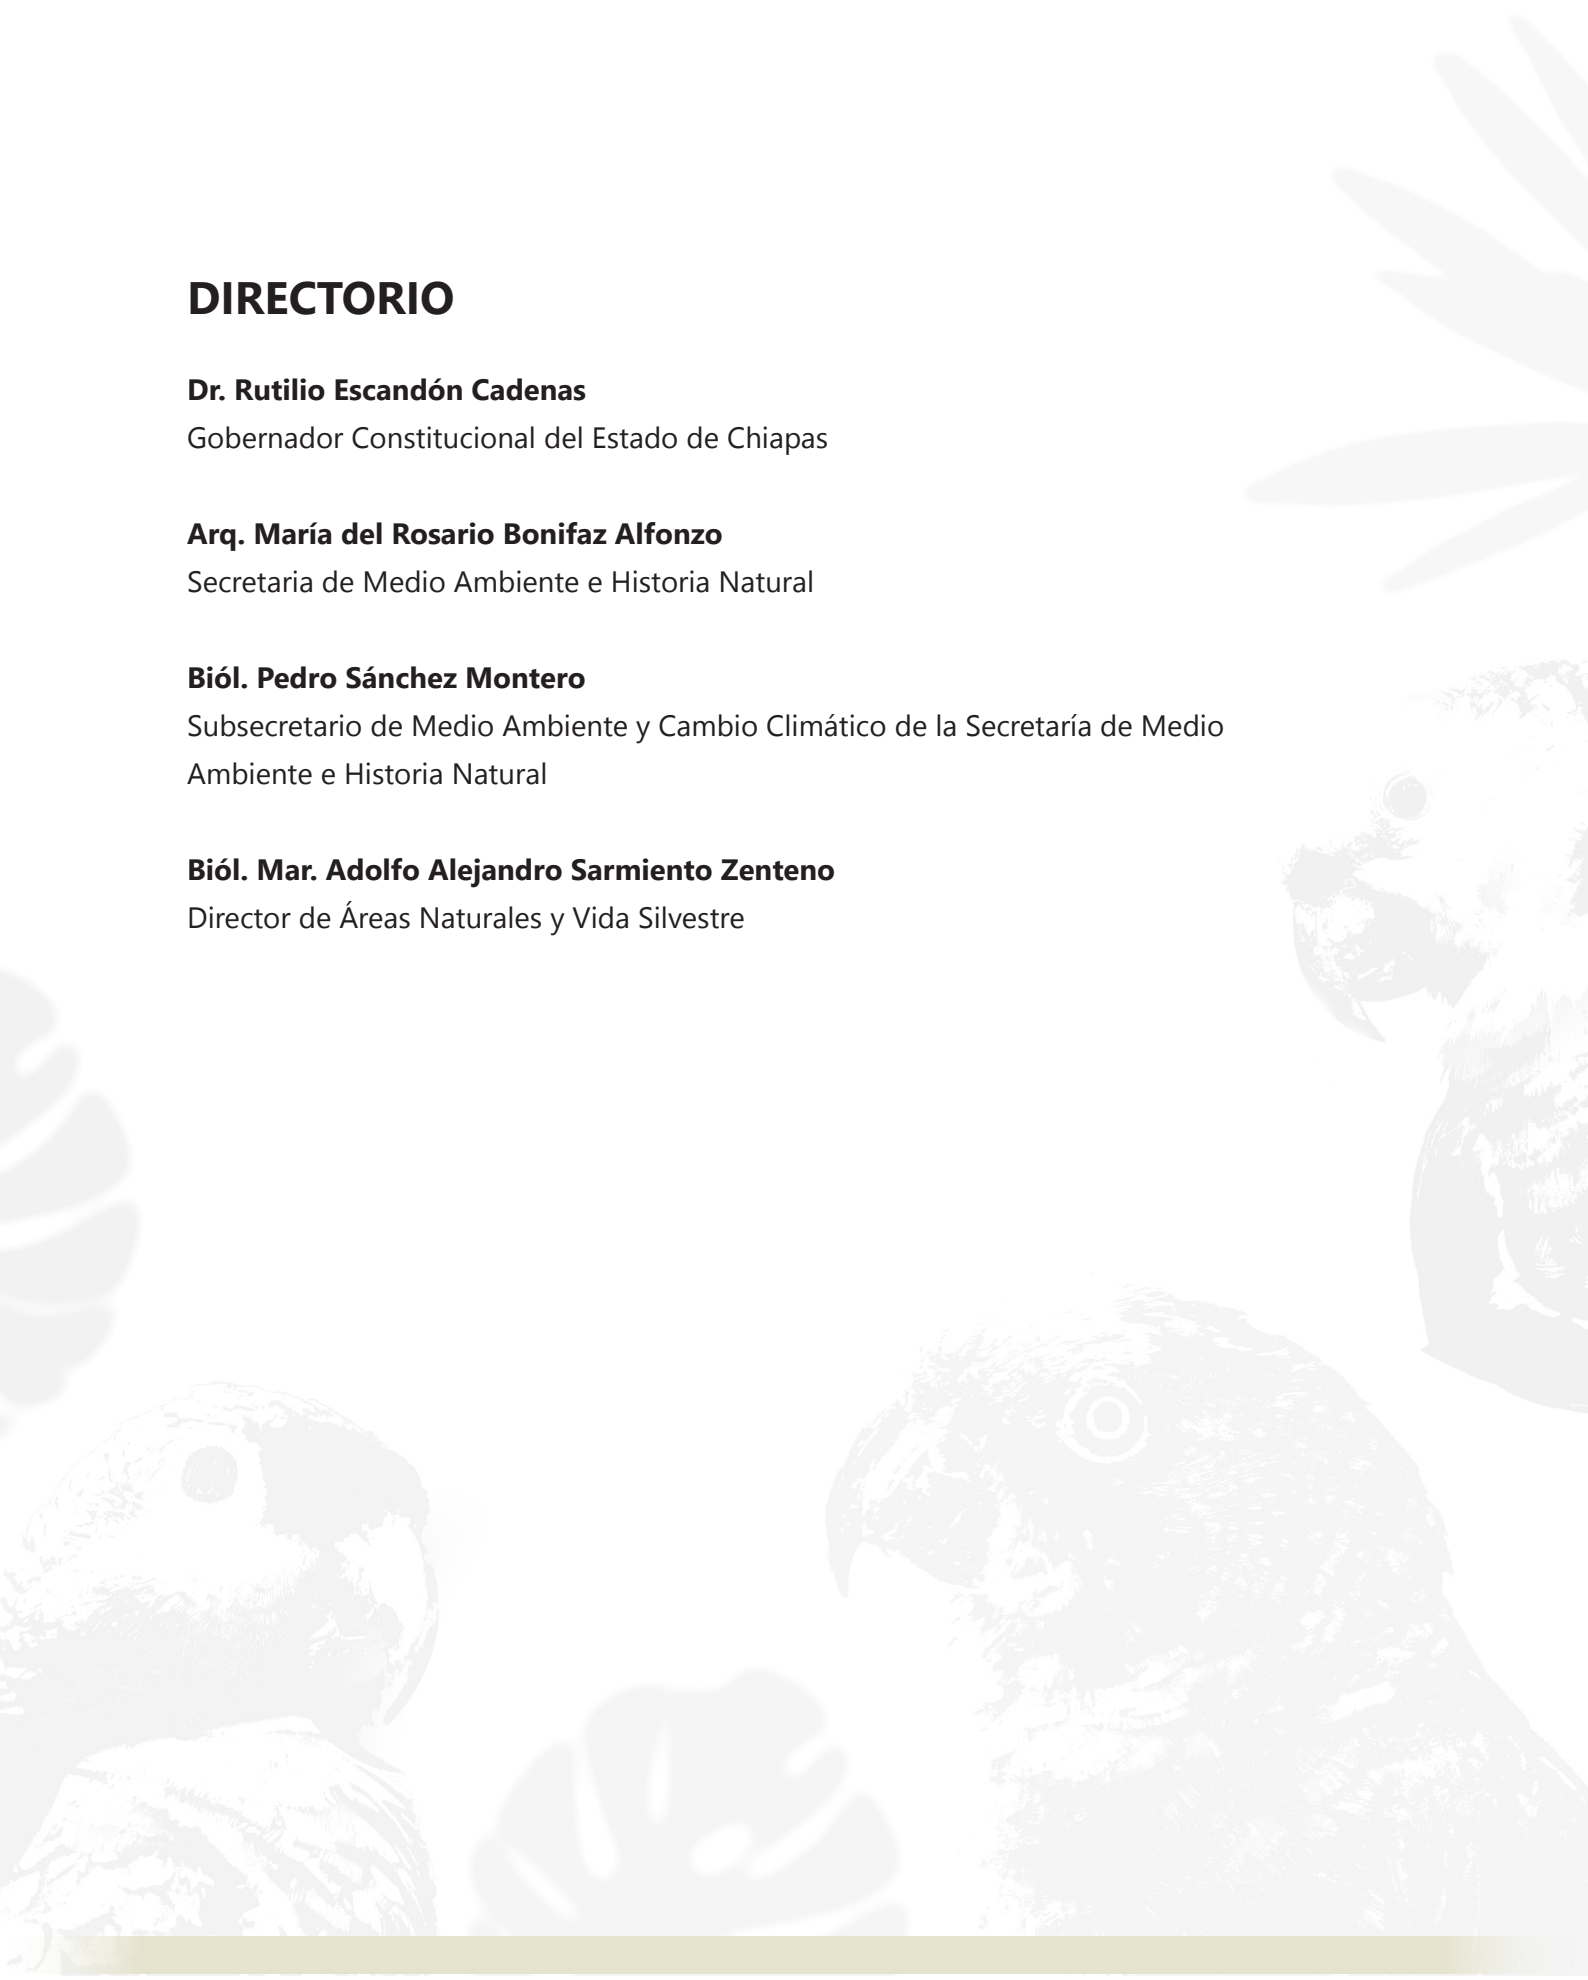 DIRECTORIO
Dr. Rutilio Escandón Cadenas
Gobernador Constitucional del Estado de Chiapas
Arq. María del Rosario Bonifaz Alfonzo
Secretaria de Medio Ambiente e Historia Natural
Biól. Pedro Sánchez Montero
Subsecretario de Medio Ambiente y Cambio Climático de la Secretaría de Medio
Ambiente e Historia Natural
Biól. Mar. Adolfo Alejandro Sarmiento Zenteno
Director de Áreas Naturales y Vida Silvestre